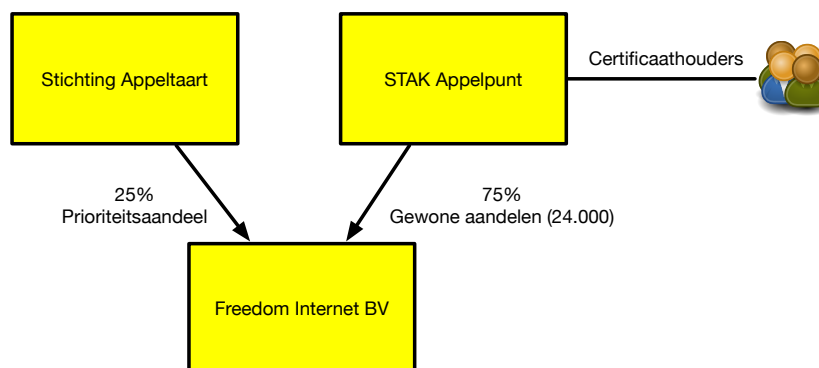 Stichting Appeltaart
STAK Appelpunt
Certificaathouders
25%
Prioriteitsaandeel
75%
Gewone aandelen (24.000)
Freedom Internet BV